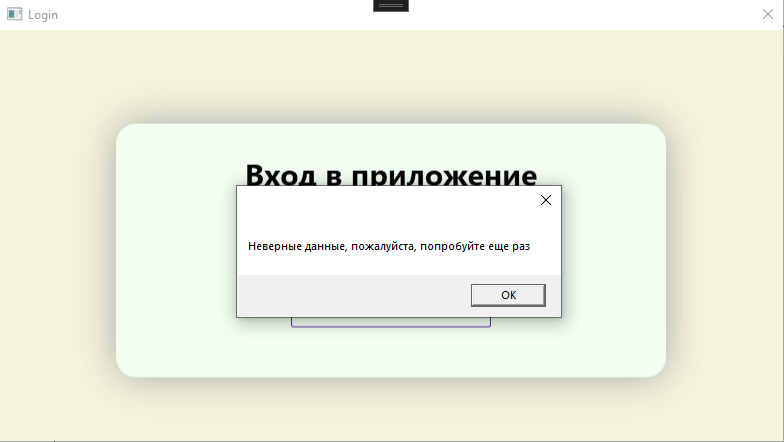 Login
Вход в приложение
Неверные данные, пожалуйста, попробуйте еще раз
OK